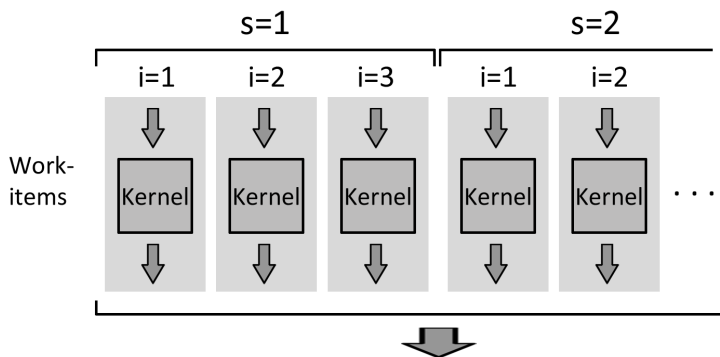 s=1 s=2
i=1 i=2 i=3 i=1 i=2
Work-
items
Kernel Kernel Kernel Kernel Kernel . . .